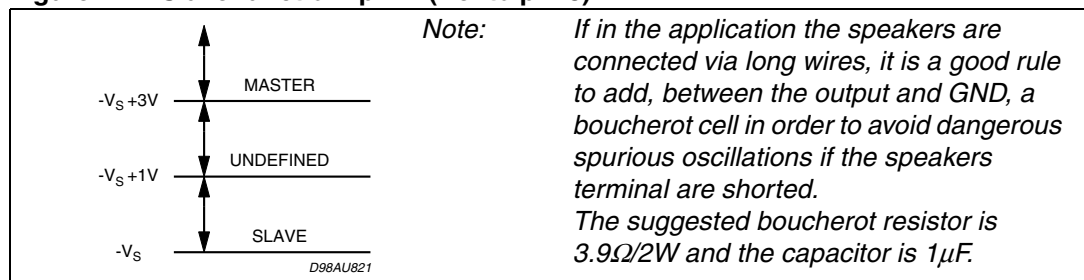 Note: If in the application the speakers are
connected via long wires, it is a good rule
to add, between the output and GND, a
boucherot cell in order to avoid dangerous
spurious oscillations if the speakers
terminal are shorted.
The suggested boucherot resistor is
3.9Ω/2W and the capacitor is 1μF.
MASTER
-VS +3V
UNDEFINED
-VS +1V
SLAVE
-VS
D98AU821